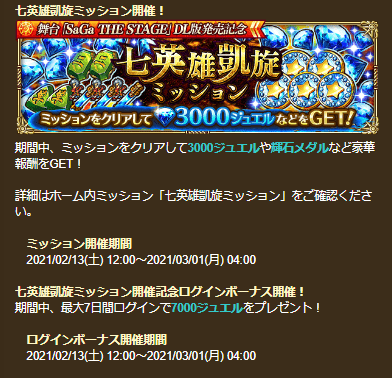 七英雄凱旋ミッション開催！
舞台「SaGa THE STAGE」DL版発売記念
七英雄凱旋
ミッション
ミッションをクリアして3000ジュエルなどをGET!
期間中、ミッションをクリアして3000ジュエルや輝石メダルなど豪華
報酬をGET！
詳細はホーム内ミッション「七英雄凱旋ミッション」をご確認くださ
い。
ミッション開催期間
2021/02/13(土) 12:00～2021/03/01(月) 04:00
七英雄凱旋ミッション開催記念ログインボーナス開催！
期間中、最大7日間ログインで7000ジュエルをプレゼント！
ログインボーナス開催期間
2021/02/13(土) 12:00～2021/03/01(月) 04:00